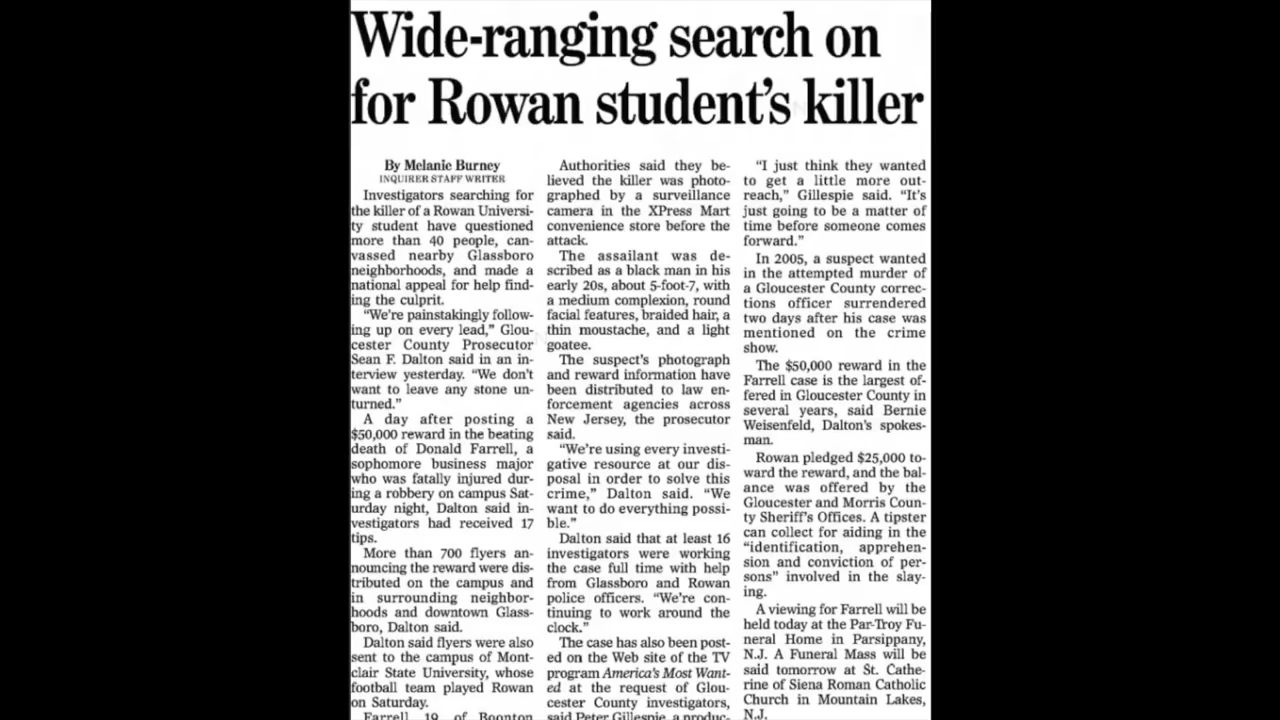 Wide-ranging search on
for Rowan student's killer
By Melanie Burney
INQUIRER STAFF WRITER
Investigators searching for
the killer of a Rowan Universi-
ty student have questioned
more than 40 people, can-
vassed nearby Glassboro
neighborhoods, and made a
national appeal for help find-
ing the culprit.
“We're painstakingly follow-
ing up on every lead,” Glou-
cester County Prosecutor
Sean F. Dalton said in an in-
terview yesterday. “We don't
want to leave any stone un-
turned.”
A day after posting a
$50,000 reward in the beating
death of Donald Farrell, a
sophomore business major
who was fatally injured dur-
ing a robbery on campus Sat-
urday night, Dalton said in-
vestigators had received 17
tips.
More than 700 flyers an-
nouncing the reward were dis-
tributed on the campus and
in surrounding neighbor-
hoods and downtown Glass-
boro, Dalton said.
Dalton said flyers were also
sent to the campus of Mont-
clair State University, whose
football team played Rowan
on Saturday.
Farrell, 19, of Boonton
Authorities said they be-
lieved the killer was photo-
graphed by a surveillance
camera in the XPress Mart
convenience store before the
attack.
The assailant was de-
scribed as a black man in his
early 20s, about 5-foot-7, with
a medium complexion, round
facial features, braided hair, a
thin moustache, and a light
goatee.
The suspect's photograph
and reward information have
been distributed to law en-
forcement agencies across
New Jersey, the prosecutor
said.
“We're using every investi-
gative resource at our dis-
posal in order to solve this
crime,” Dalton said. “We
want to do everything possi-
ble.”
Dalton said that at least 16
investigators were working
the case full time with help
from Glassboro and Rowan
police officers. “We're con-
tinuing to work around the
clock.”
The case has also been post-
ed on the Web site of the TV
program America's Most Want-
ed at the request of Glou-
cester County investigators,
said Peter Gillespie, a produc-
“I just think they wanted
to get a little more out-
reach,” Gillespie said. “It's
just going to be a matter of
time before someone comes
forward.”
In 2005, a suspect wanted
in the attempted murder of
a Gloucester County correc-
tions officer surrendered
two days after his case was
mentioned on the crime
show.
The $50,000 reward in the
Farrell case is the largest of-
fered in Gloucester County in
several years, said Bernie
Weisenfeld, Dalton's spokes-
man.
Rowan pledged $25,000 to-
ward the reward, and the bal-
ance was offered by the
Gloucester and Morris Coun-
ty Sheriff's Offices. A tipster
can collect for aiding in the
“identification, apprehen-
sion and conviction of per-
sons” involved in the slay-
ing.
A viewing for Farrell will be
held today at the Par-Troy Fu-
neral Home in Parsippany,
N.J. A Funeral Mass will be
said tomorrow at St. Cathe-
rine of Siena Roman Catholic
Church in Mountain Lakes,
N.J.